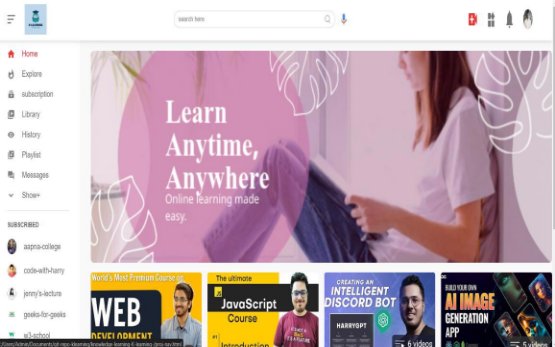 search here
Home
Explore
subscription
Library
History
Playlist
Messages
Show+
SUBSCRIBED
aapna-college
code-with-harry
jenny's-lecture
geeks-for-geeks
w3-school
Learn
Anytime,
Anywhere
Online learning made
easy.
World's Most Premium Course on
WEB
DEVELOPMENT
The ultimate
JavaScript
Course
#1
Introduction
CREATING AN
INTELLIGENT
DISCORD BOT
HARRYGPT
5 videos
BUILD YOUR OWN
AI IMAGE
GENERATION
APP
6 videos